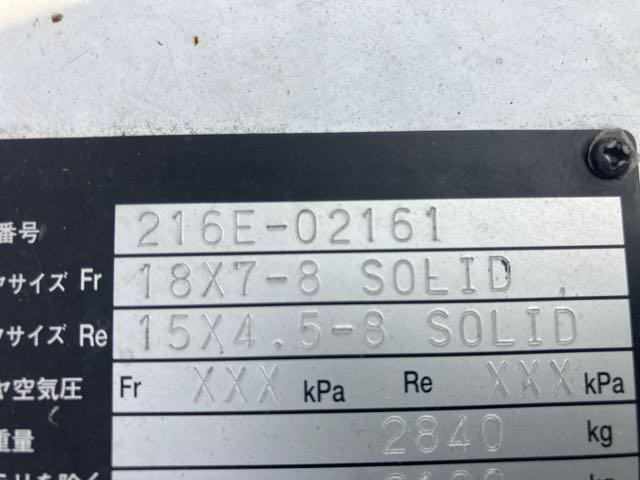 番号 216E-02161
ヤサイズ Fr 18X7-8 SOLID
ヤサイズ Re 15X4.5-8 SOLID
ヤ空気圧 Fr XXX kPa Re XXX kPa
重量 2840 kg